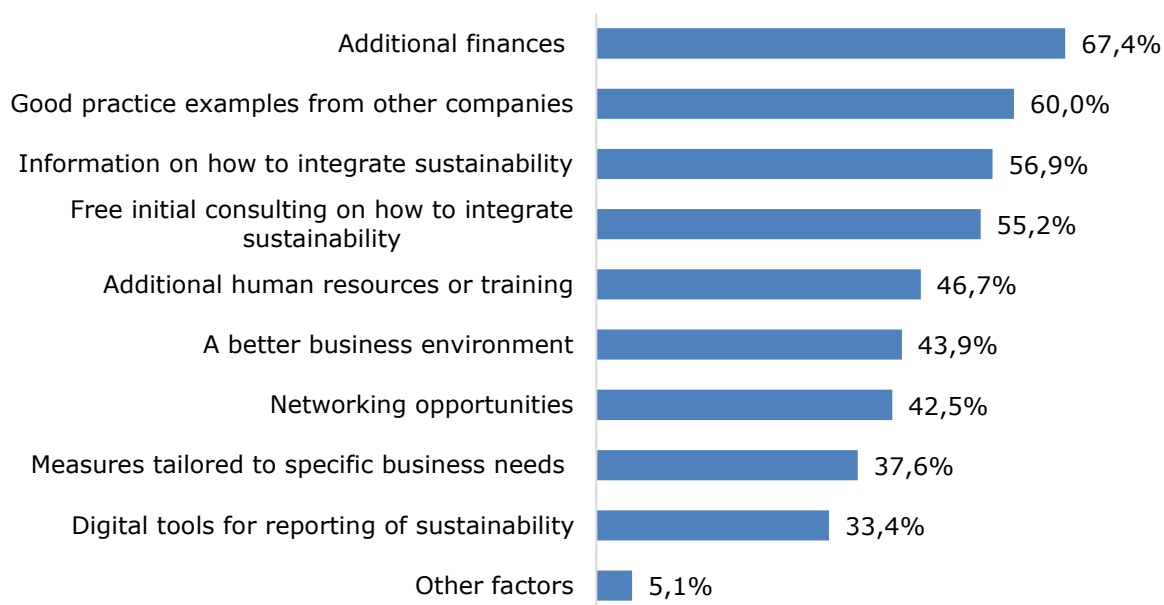 Additional finances 67,4%
Good practice examples from other companies 60,0%
Information on how to integrate sustainability 56,9%
Free initial consulting on how to integrate
sustainability 55,2%
Additional human resources or training 46,7%
A better business environment 43,9%
Networking opportunities 42,5%
Measures tailored to specific business needs 37,6%
Digital tools for reporting of sustainability 33,4%
Other factors 5,1%